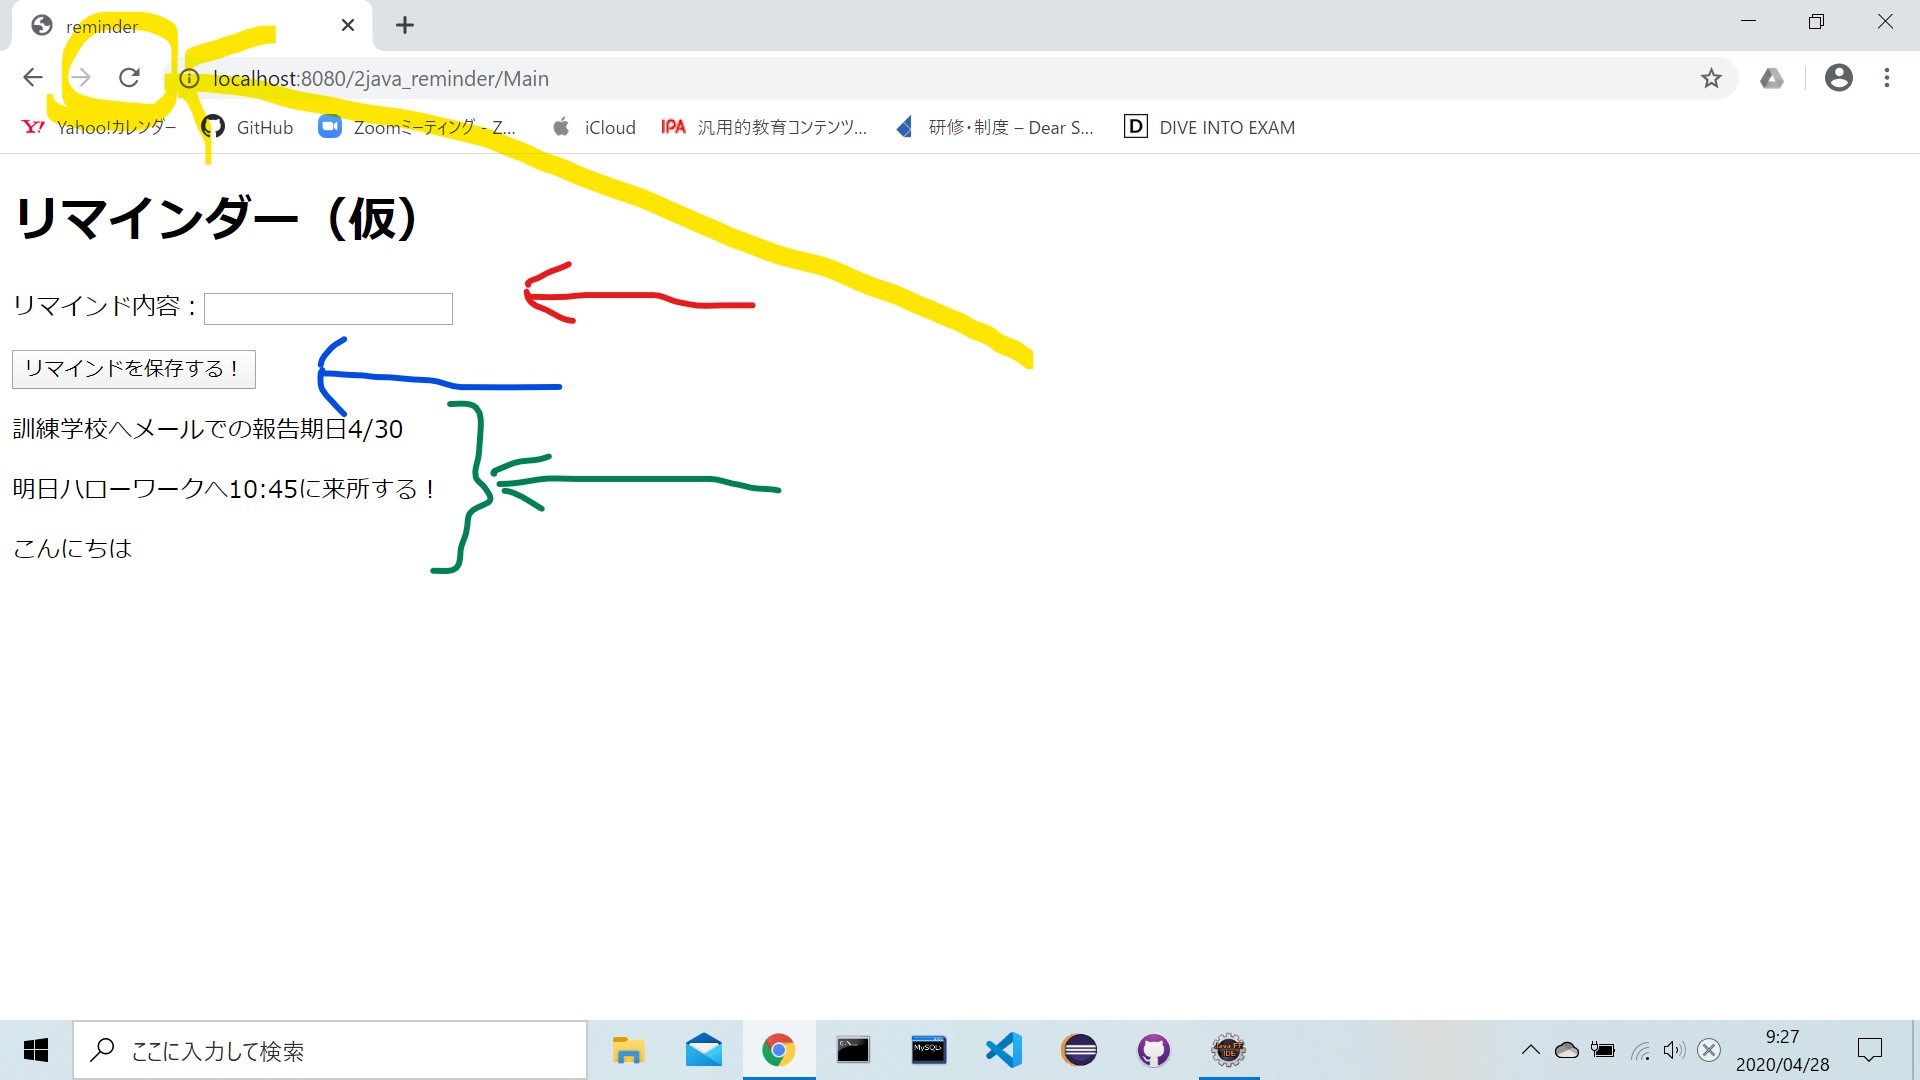 reminder
localhost:8080/2java_reminder/Main
Y! Yahoo!カレンダー GitHub Zoomミーティング - Z... iCloud IPA 汎用的教育コンテンツ... 研修・制度 – Dear S... D DIVE INTO EXAM
リマインダー（仮）
リマインド内容：
リマインドを保存する！
訓練学校へメールでの報告期日4/30
明日ハローワークへ10:45に来所する！
こんにちは
ここに入力して検索
C:\_
MySQL
Java EE
IDE
9:27
2020/04/28